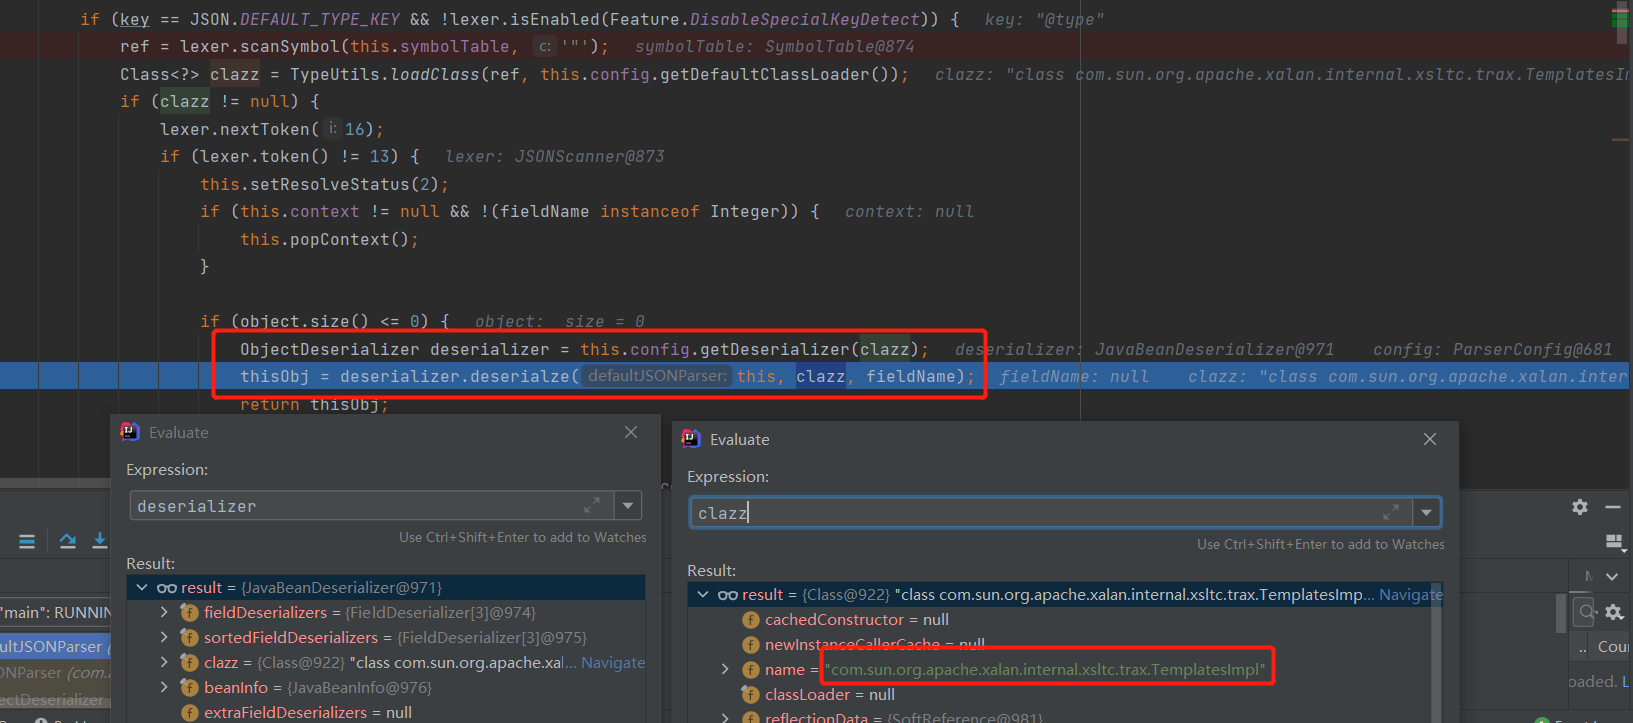 if (key == JSON.DEFAULT_TYPE_KEY && !lexer.isEnabled(Feature.DisableSpecialKeyDetect)) { key: "@type"
ref = lexer.scanSymbol(this.symbolTable, c: '"'); symbolTable: SymbolTable@874
Class<?> clazz = TypeUtils.loadClass(ref, this.config.getDefaultClassLoader()); clazz: "class com.sun.org.apache.xalan.internal.xsltc.trax.TemplatesIm
if (clazz != null) {
lexer.nextToken( i: 16);
if (lexer.token() != 13) { lexer: JSONScanner@873
this.setResolveStatus(2);
if (this.context != null && !(fieldName instanceof Integer)) { context: null
this.popContext();
}
if (object.size() <= 0) { object: size = 0
ObjectDeserializer deserializer = this.config.getDeserializer(clazz); deserializer: JavaBeanDeserializer@971 config: ParserConfig@681
thisObj = deserializer.deserialze( defaultJSONParser: this, clazz, fieldName); fieldName: null clazz: "class com.sun.org.apache.xalan.inter
return thisObj;
Evaluate
Expression:
deserializer
Use Ctrl+Shift+Enter to add to Watches
Result:
result = {JavaBeanDeserializer@971}
fieldDeserializers = {FieldDeserializer[3]@974}
sortedFieldDeserializers = {FieldDeserializer[3]@975}
clazz = {Class@922} "class com.sun.org.apache.xal... Navigate
beanInfo = {JavaBeanInfo@976}
extraFieldDeserializers = null
Evaluate
Expression:
clazz
Use Ctrl+Shift+Enter to add to Watches
Result:
result = {Class@922} "class com.sun.org.apache.xalan.internal.xsltc.trax.TemplatesImp... Navigate
cachedConstructor = null
newInstanceCallerCache = null
name = "com.sun.org.apache.xalan.internal.xsltc.trax.TemplatesImpl"
classLoader = null
reflectionData = {SoftReference@981}
"main": RUNNIN
ultJSONParser (
SONParser (com.a
ectDeserializer
.. Cour
oaded. L